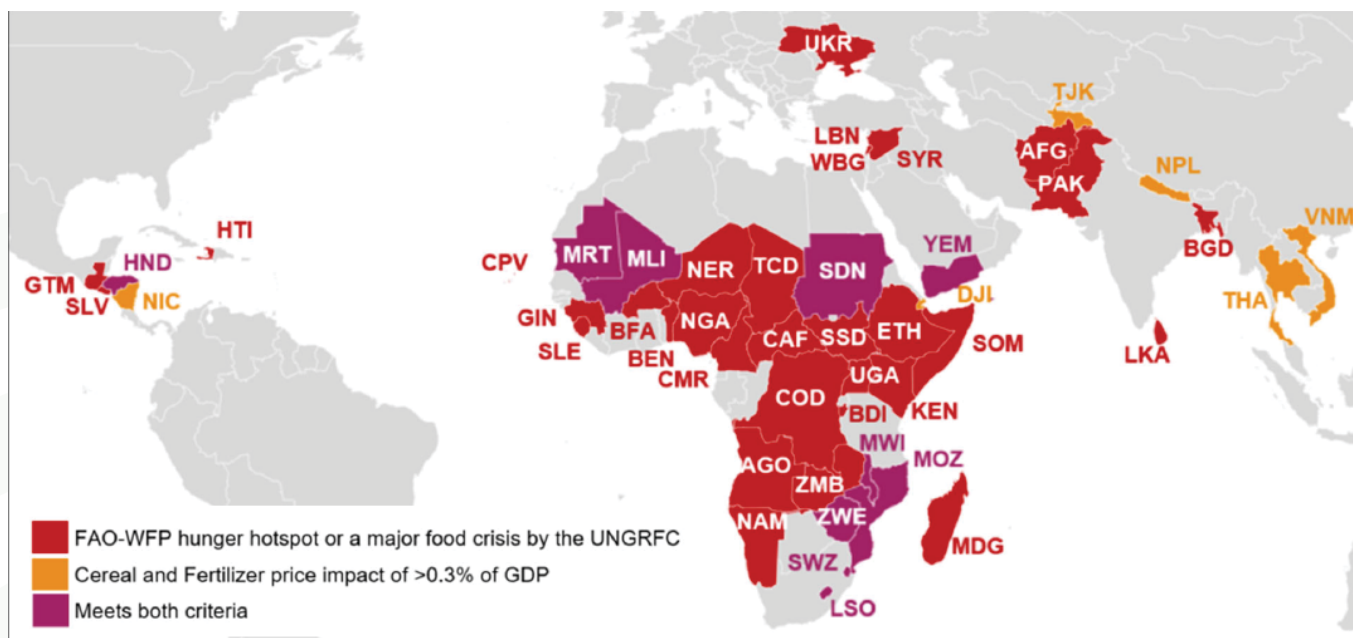 UKR
TJK
LBN
WBG
SYR
AFG
PAK
NPL
VNM
HTI
HND
GTM
SLV
NIC
CPV
MRT
MLI
NER
TCD
SDN
YEM
BGD
DJI
THA
GIN
BFA
NGA
CAF
SSD
ETH
SOM
SLE
BEN
CMR
LKA
UGA
COD
KEN
BDI
MWI
MOZ
AGO
ZMB
NAM
ZWE
MDG
SWZ
LSO
FAO-WFP hunger hotspot or a major food crisis by the UNGRFC
Cereal and Fertilizer price impact of >0.3% of GDP
Meets both criteria